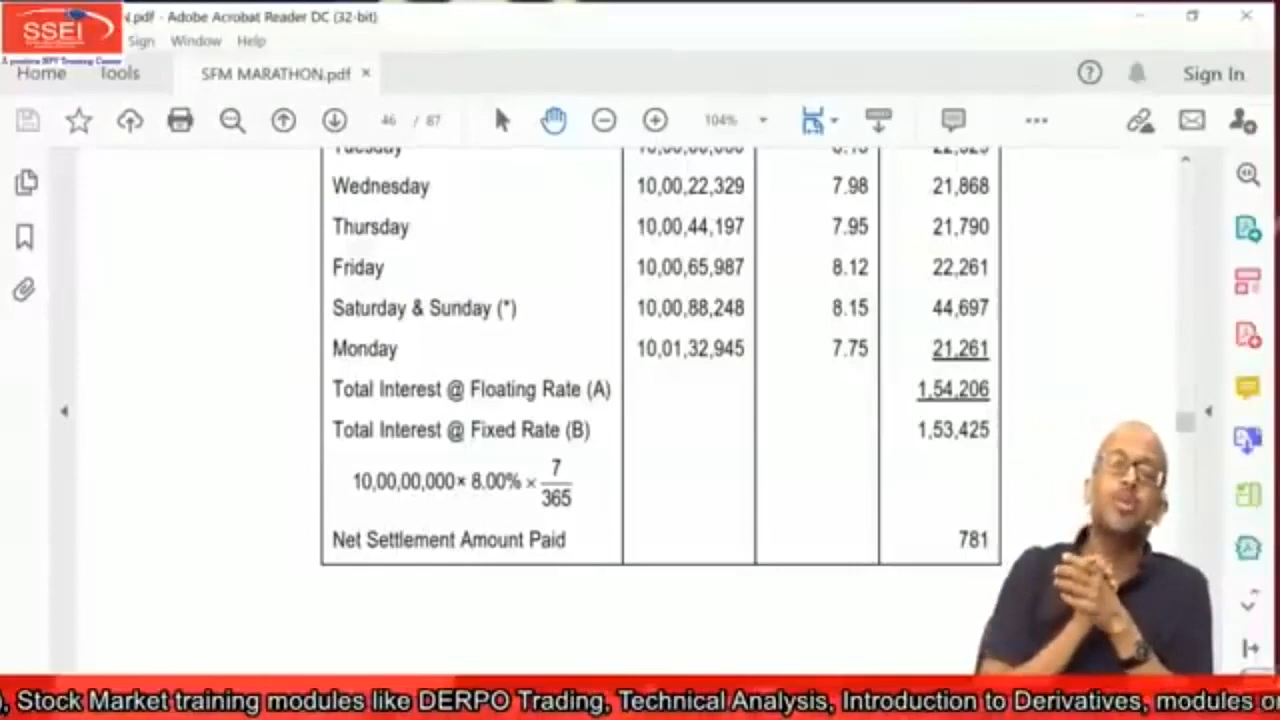 SSEI
N.pdf - Adobe Acrobat Reader DC (32-bit)
Sign Window Help
Home Tools SFM MARATHON.pdf × Sign In
46 / 87 104%
Tuesday
Wednesday 10,00,22,329 7.98 21,868
Thursday 10,00,44,197 7.95 21,790
Friday 10,00,65,987 8.12 22,261
Saturday & Sunday (*) 10,00,88,248 8.15 44,697
Monday 10,01,32,945 7.75 21,261
Total Interest @ Floating Rate (A) 1,54,206
Total Interest @ Fixed Rate (B) 1,53,425
10,00,00,000× 8.00% × 7
365
Net Settlement Amount Paid 781
), Stock Market training modules like DERPO Trading, Technical Analysis, Introduction to Derivatives, modules o